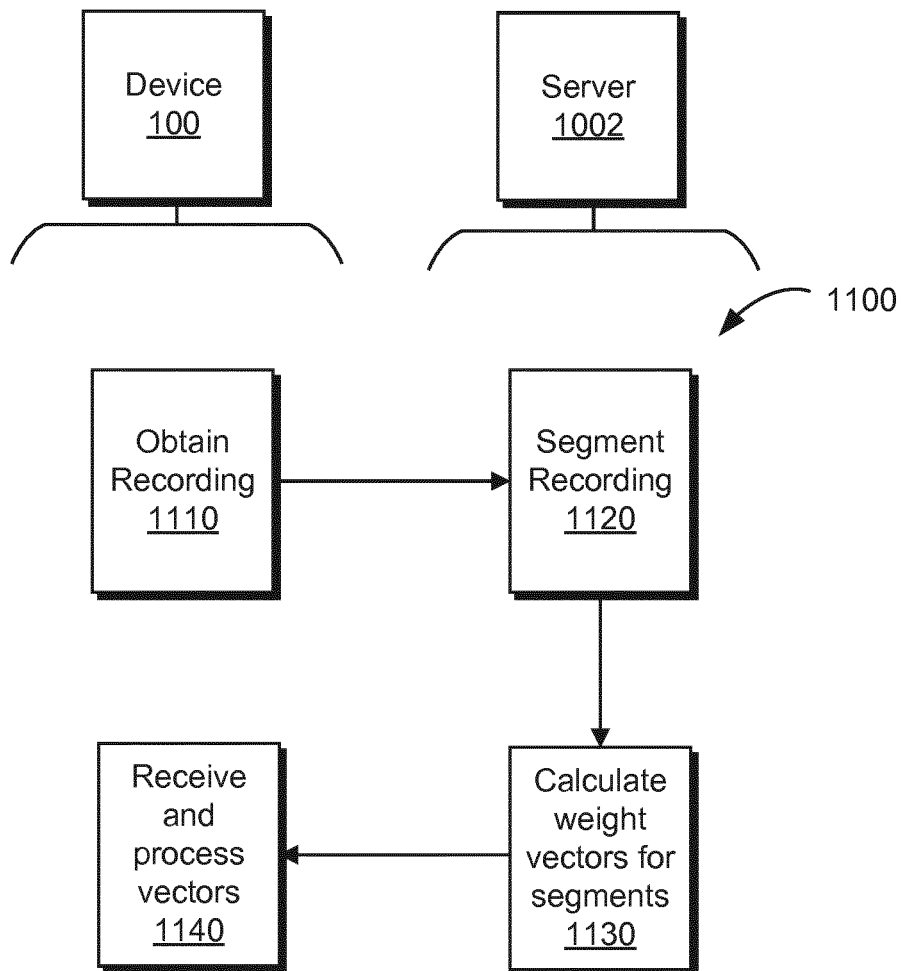 Device
100
Server
1002
1100
Obtain
Recording
1110
Segment
Recording
1120
Receive
and
process
vectors
1140
Calculate
weight
vectors for
segments
1130